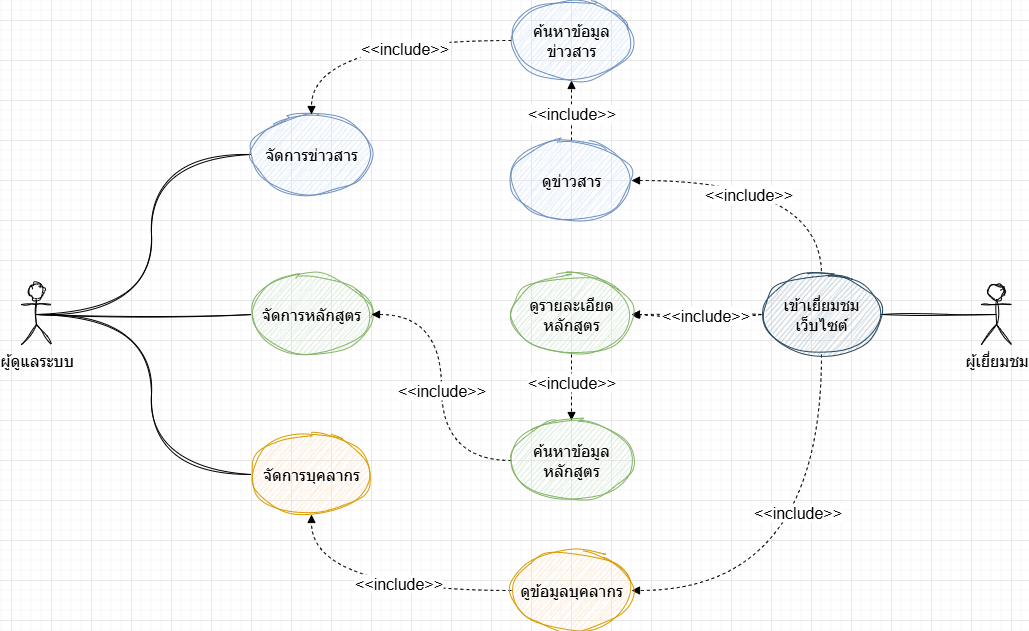 ค้นหาข้อมูล
ข่าวสาร
<<include>>
<<include>>
จัดการข่าวสาร
ดูข่าวสาร
<<include>>
ดูรายละเอียด
หลักสูตร
เข้าเยี่ยมชม
เว็บไซต์
จัดการหลักสูตร
<<include>>
ผู้ดูแลระบบ
ผู้เยี่ยมชม
<<include>>
<<include>>
ค้นหาข้อมูล
หลักสูตร
จัดการบุคลากร
<<include>>
<<include>>
ดูข้อมูลบุคลากร